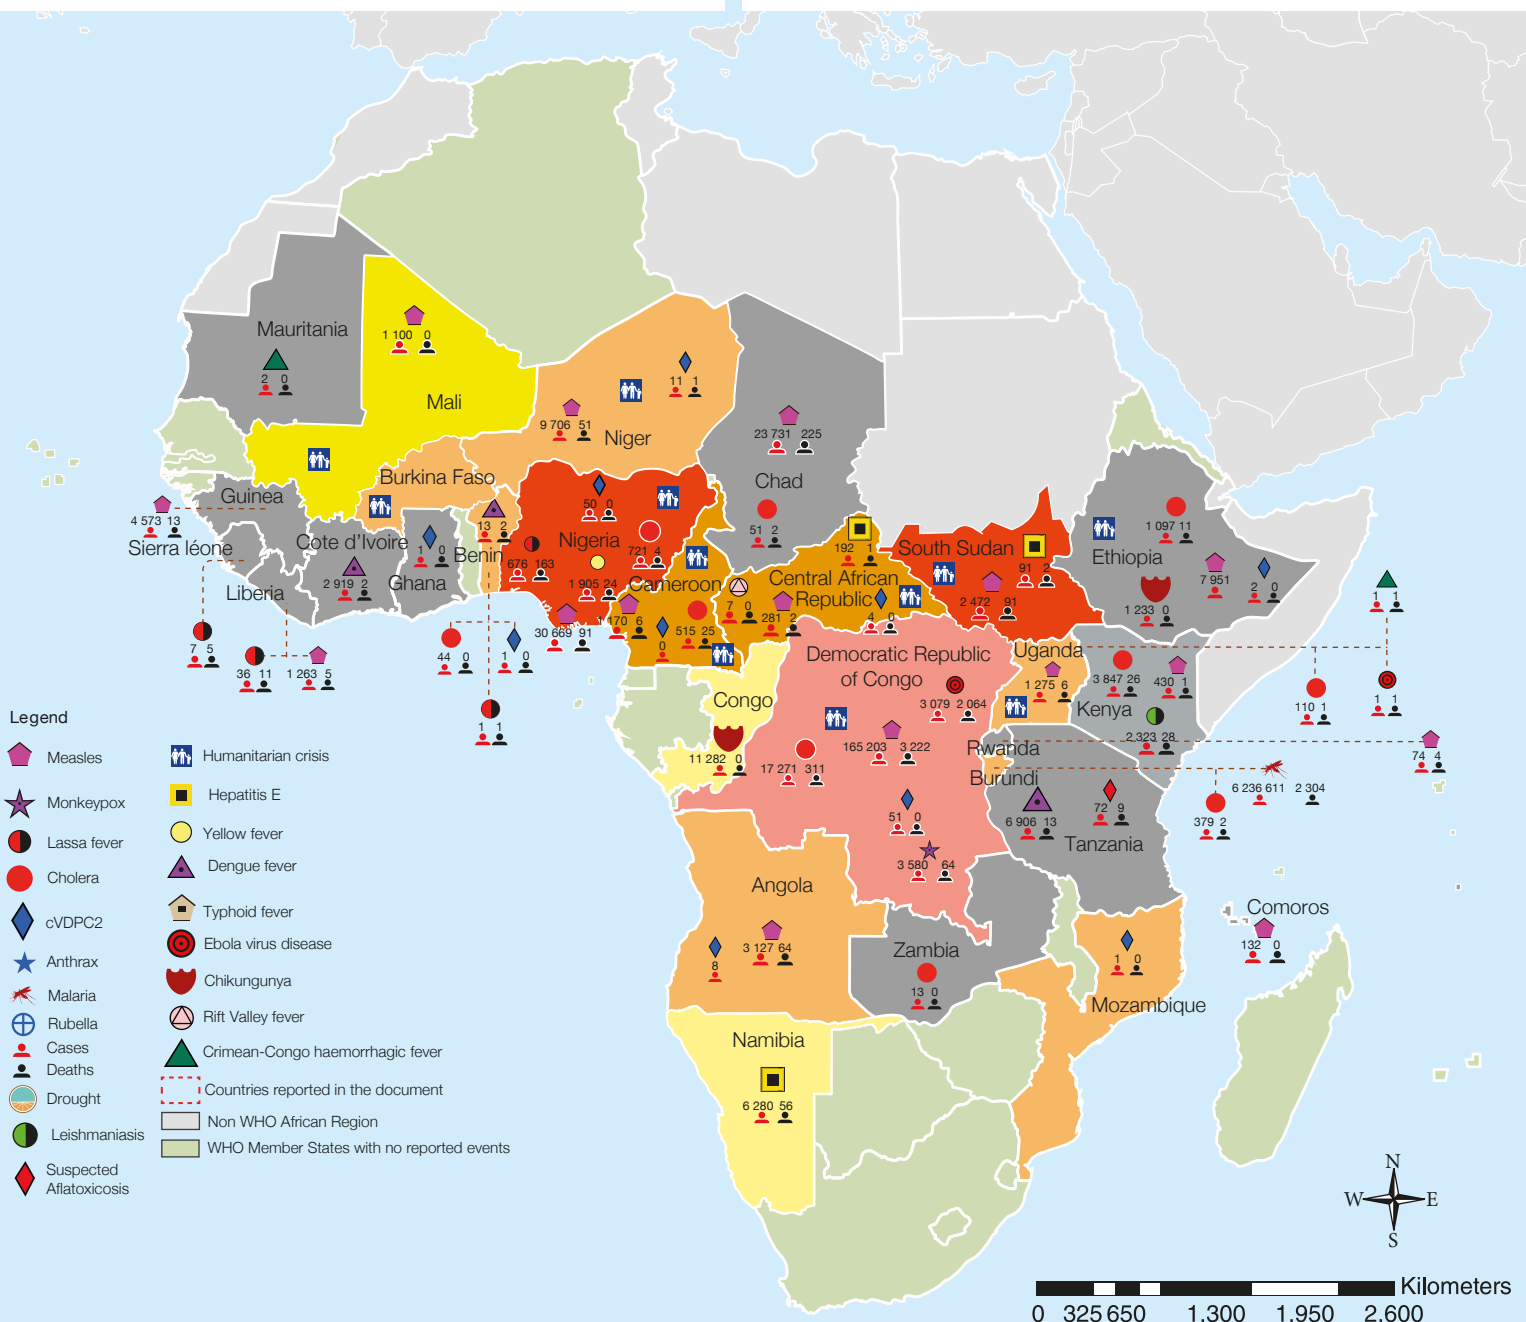 Mauritania
2 0
1 100 0
Mali
11 1
9 706 51
Niger
23 731 225
Chad
51 2
Burkina Faso
13 2
Guinea
4 573 13
Sierra léone
Cote d'Ivoire
2 919 2
Ghana
1 0
Benin
Liberia
7 5
36 11
1 263 5
44 0
1 0
1 1
50 0
Nigeria
721 4
676 163
1 905 24
30 669 91
Cameroon
1 170 6
0
515 25
192 1
Central African
Republic
7 0
281 2
4 0
South Sudan
91 2
2 472 91
1 097 11
Ethiopia
7 951
2 0
1 233 0
1 1
Democratic Republic
of Congo
3 079 2 064
165 203 3 222
17 271 311
51 0
3 580 64
Congo
11 282 0
Uganda
1 275 6
3 847 26
430 1
Kenya
2 323 28
110 1
1 1
Rwanda
74 4
Burundi
6 236 611 2 304
379 2
6 906 13
72 9
Tanzania
Angola
3 127 64
8
Zambia
13 0
1 0
Mozambique
Comoros
132 0
Namibia
6 280 56
Legend
Measles
Monkeypox
Lassa fever
Cholera
cVDPC2
Anthrax
Malaria
Rubella
Cases
Deaths
Drought
Leishmaniasis
Suspected
Aflatoxicosis
Humanitarian crisis
Hepatitis E
Yellow fever
Dengue fever
Typhoid fever
Ebola virus disease
Chikungunya
Rift Valley fever
Crimean-Congo haemorrhagic fever
Countries reported in the document
Non WHO African Region
WHO Member States with no reported events
N
W E
S
Kilometers
0 325 650 1.300 1.950 2.600